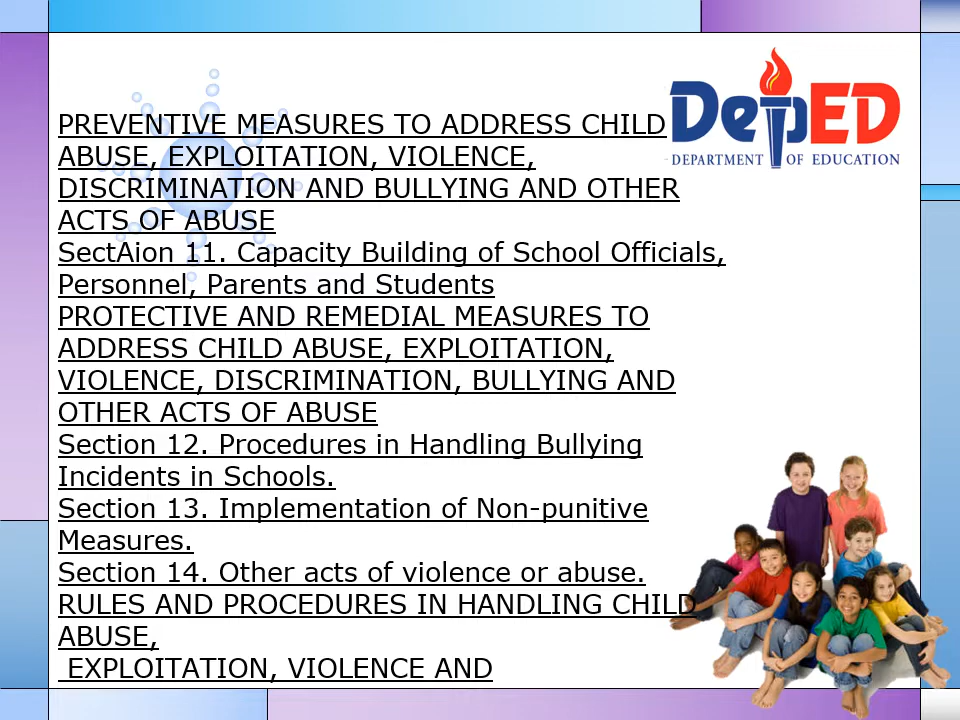 DepED
DEPARTMENT OF EDUCATION
PREVENTIVE MEASURES TO ADDRESS CHILD
ABUSE, EXPLOITATION, VIOLENCE,
DISCRIMINATION AND BULLYING AND OTHER
ACTS OF ABUSE
SectAion 11. Capacity Building of School Officials,
Personnel, Parents and Students
PROTECTIVE AND REMEDIAL MEASURES TO
ADDRESS CHILD ABUSE, EXPLOITATION,
VIOLENCE, DISCRIMINATION, BULLYING AND
OTHER ACTS OF ABUSE
Section 12. Procedures in Handling Bullying
Incidents in Schools.
Section 13. Implementation of Non-punitive
Measures.
Section 14. Other acts of violence or abuse.
RULES AND PROCEDURES IN HANDLING CHILD
ABUSE,
EXPLOITATION, VIOLENCE AND